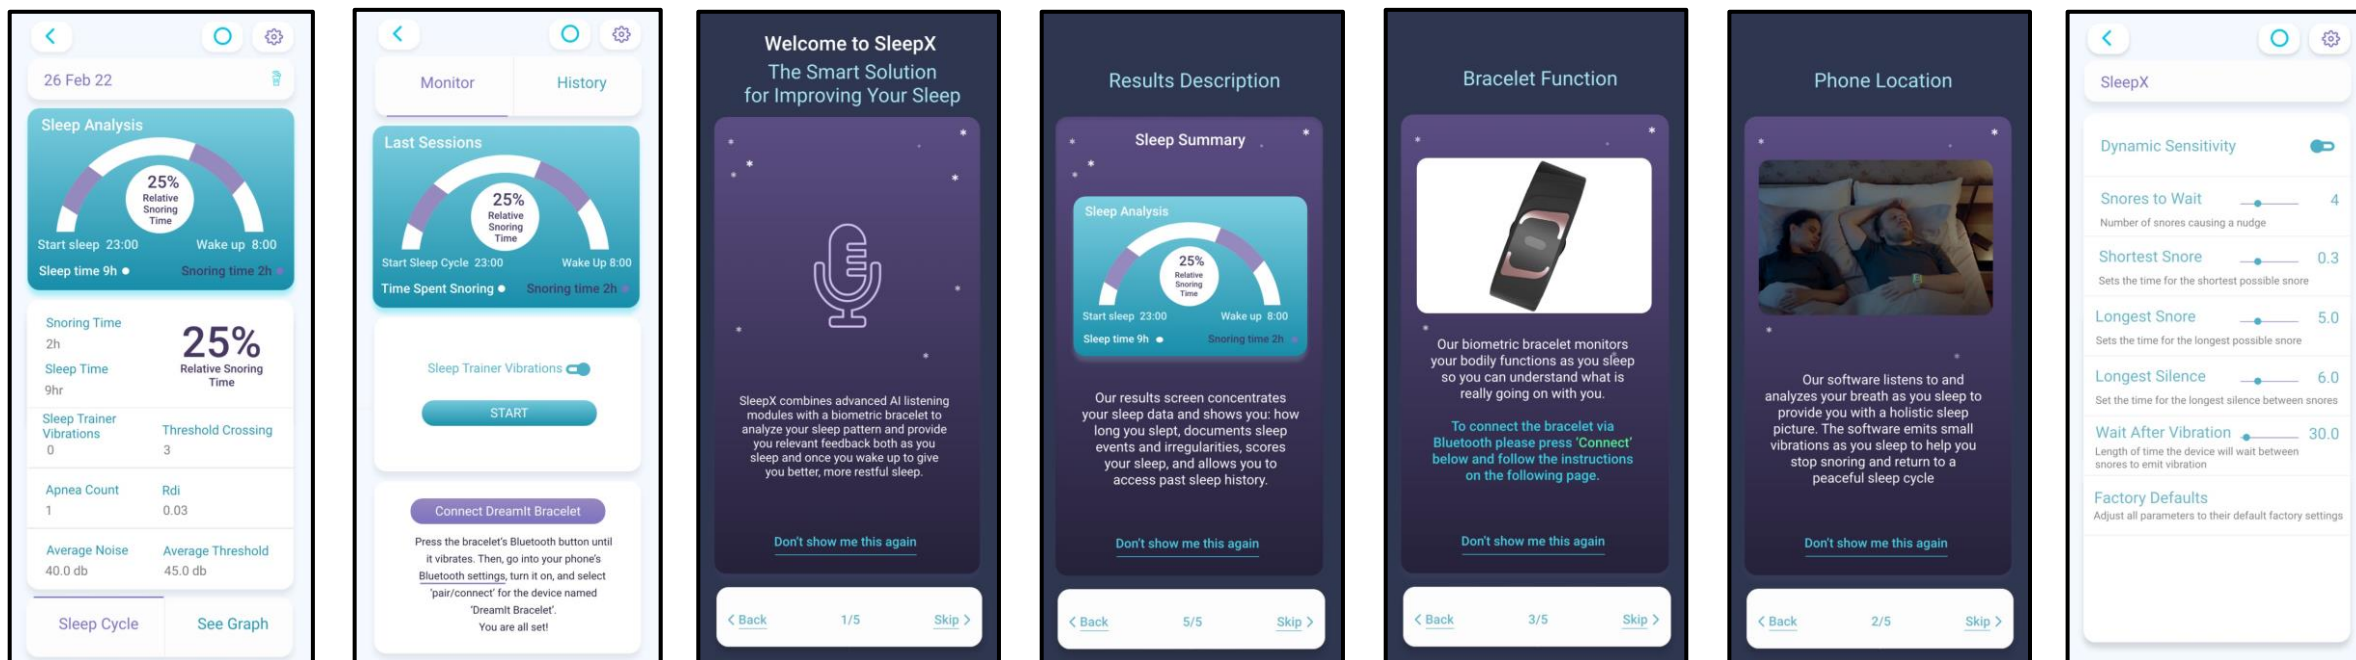 26 Feb 22
Sleep Analysis
25%
Relative
Snoring
Time
Start sleep 23:00
Wake up 8:00
Sleep time 9h
Snoring time 2h
Snoring Time
2h
Sleep Time
9hr
25%
Relative Snoring
Time
Sleep Trainer
Vibrations
0
Threshold Crossing
3
Apnea Count
1
Rdi
0.03
Average Noise
40.0 db
Average Threshold
45.0 db
Sleep Cycle
See Graph
Monitor
History
Last Sessions
25%
Relative
Snoring
Time
Start Sleep Cycle 23:00
Wake Up 8:00
Time Spent Snoring
Snoring time 2h
Sleep Trainer Vibrations
START
Connect DreamIt Bracelet
Press the bracelet's Bluetooth button until
it vibrates. Then, go into your phone's
Bluetooth settings, turn it on, and select
'pair/connect' for the device named
'DreamIt Bracelet'.
You are all set!
Welcome to SleepX
The Smart Solution
for Improving Your Sleep
SleepX combines advanced AI listening
modules with a biometric bracelet to
analyze your sleep pattern and provide
you relevant feedback both as you
sleep and once you wake up to give
you better, more restful sleep.
Don't show me this again
< Back
1/5
Skip >
Results Description
Sleep Summary
Sleep Analysis
25%
Relative
Snoring
Time
Start sleep 23:00
Wake up 8:00
Sleep time 9h
Snoring time 2h
Our results screen concentrates
your sleep data and shows you: how
long you slept, documents sleep
events and irregularities, scores
your sleep, and allows you to
access past sleep history.
Don't show me this again
< Back
5/5
Skip >
Bracelet Function
Our biometric bracelet monitors
your bodily functions as you sleep
so you can understand what is
really going on with you.
To connect the bracelet via
Bluetooth please press 'Connect'
below and follow the instructions
on the following page.
Don't show me this again
< Back
3/5
Skip >
Phone Location
Our software listens to and
analyzes your breath as you sleep to
provide you with a holistic sleep
picture. The software emits small
vibrations as you sleep to help you
stop snoring and return to a
peaceful sleep cycle
Don't show me this again
< Back
2/5
Skip >
SleepX
Dynamic Sensitivity
Snores to Wait
4
Number of snores causing a nudge
Shortest Snore
0.3
Sets the time for the shortest possible snore
Longest Snore
5.0
Sets the time for the longest possible snore
Longest Silence
6.0
Set the time for the longest silence between snores
Wait After Vibration
30.0
Length of time the device will wait between
snores to emit vibration
Factory Defaults
Adjust all parameters to their default factory settings